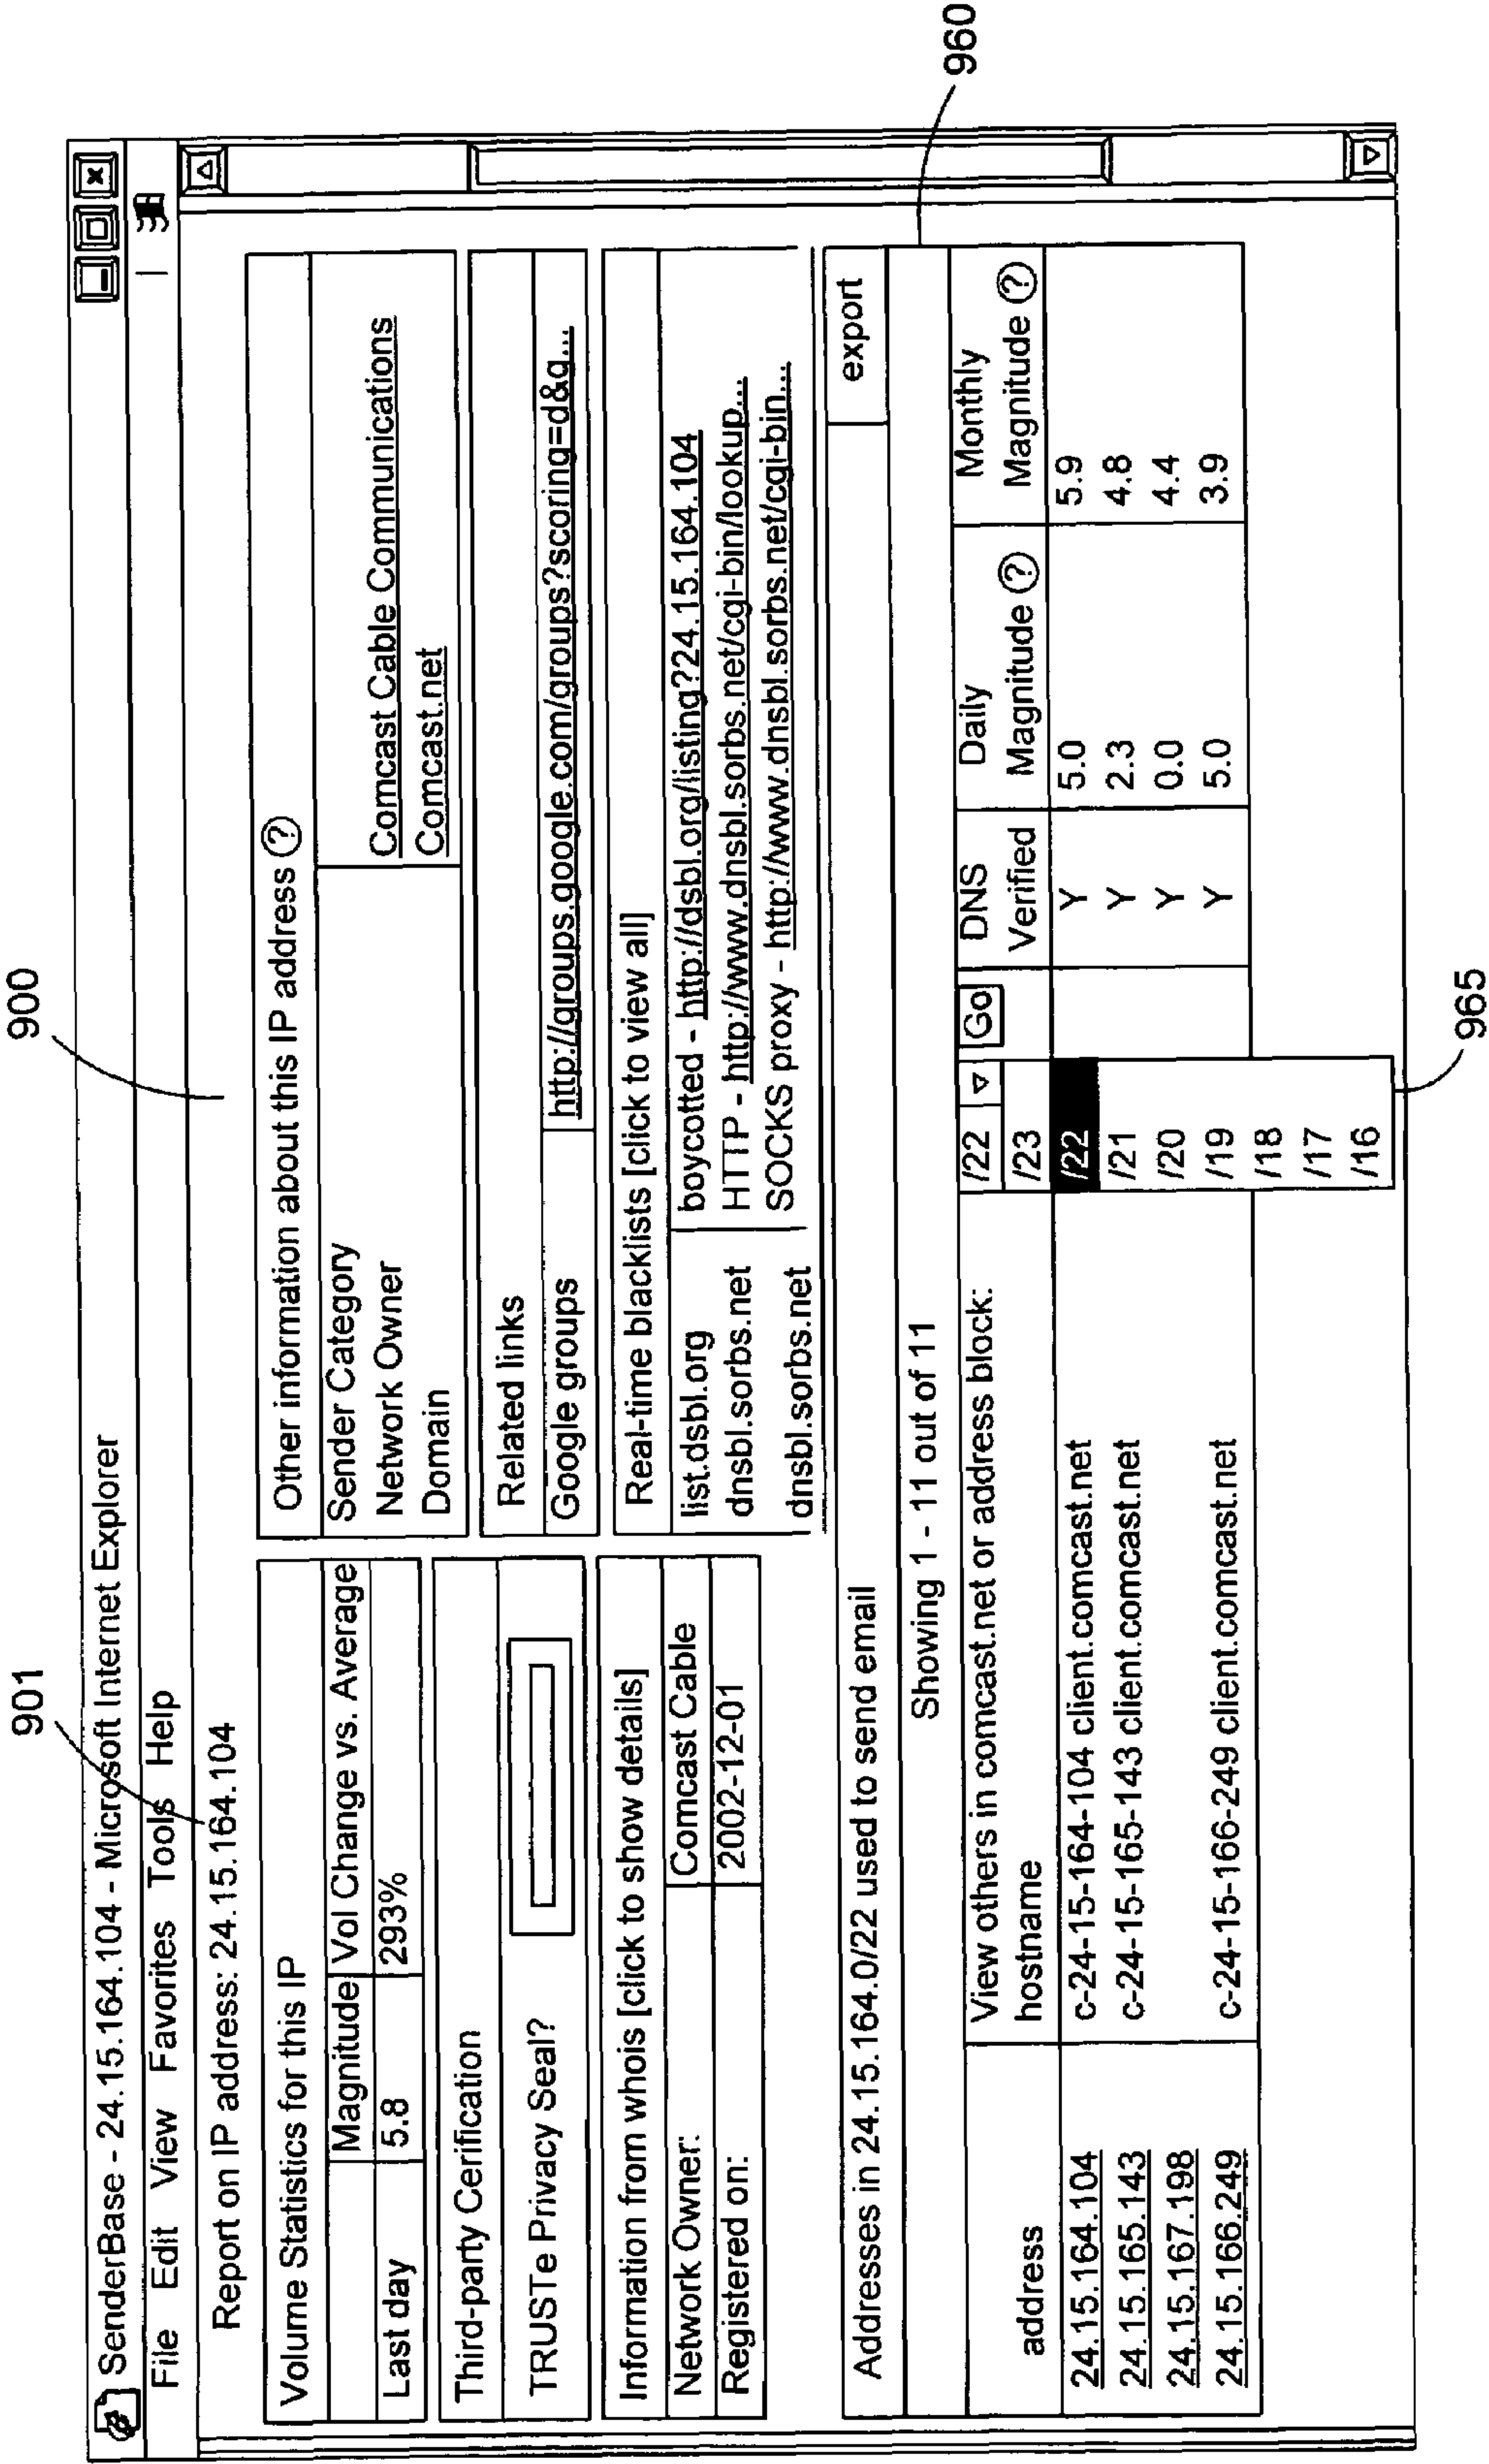 900
901
SenderBase - 24.15.164.104 - Microsoft Internet Explorer
File Edit View Favorites Tools Help
Report on IP address: 24.15.164.104
Volume Statistics for this IP
Magnitude Vol Change vs. Average
Last day 5.8 293%
Third-party Cerification
TRUSTe Privacy Seal?
Information from whois [click to show details]
Network Owner: Comcast Cable
Registered on: 2002-12-01
Other information about this IP address ?
Sender Category
Network Owner Comcast Cable Communications
Domain Comcast.net
Related links
Google groups http://groups.google.com/groups?scoring=d&q...
Real-time blacklists [click to view all]
list.dsbl.org boycotted - http://dsbl.org/listing?24.15.164.104
dnsbl.sorbs.net HTTP - http://www.dnsbl.sorbs.net/cgi-bin/lookup...
dnsbl.sorbs.net SOCKS proxy - http://www.dnsbl.sorbs.net/cgi-bin...
Addresses in 24.15.164.0/22 used to send email export
960
Showing 1 - 11 out of 11
View others in comcast.net or address block: /22 Go DNS Daily Monthly
address hostname /23 Verified Magnitude ? Magnitude ?
24.15.164.104 c-24-15-164-104 client.comcast.net /22 Y 5.0 5.9
24.15.165.143 c-24-15-165-143 client.comcast.net /21 Y 2.3 4.8
24.15.167.198 /20 Y 0.0 4.4
24.15.166.249 c-24-15-166-249 client.comcast.net /19 Y 5.0 3.9
/18
/17
/16
965